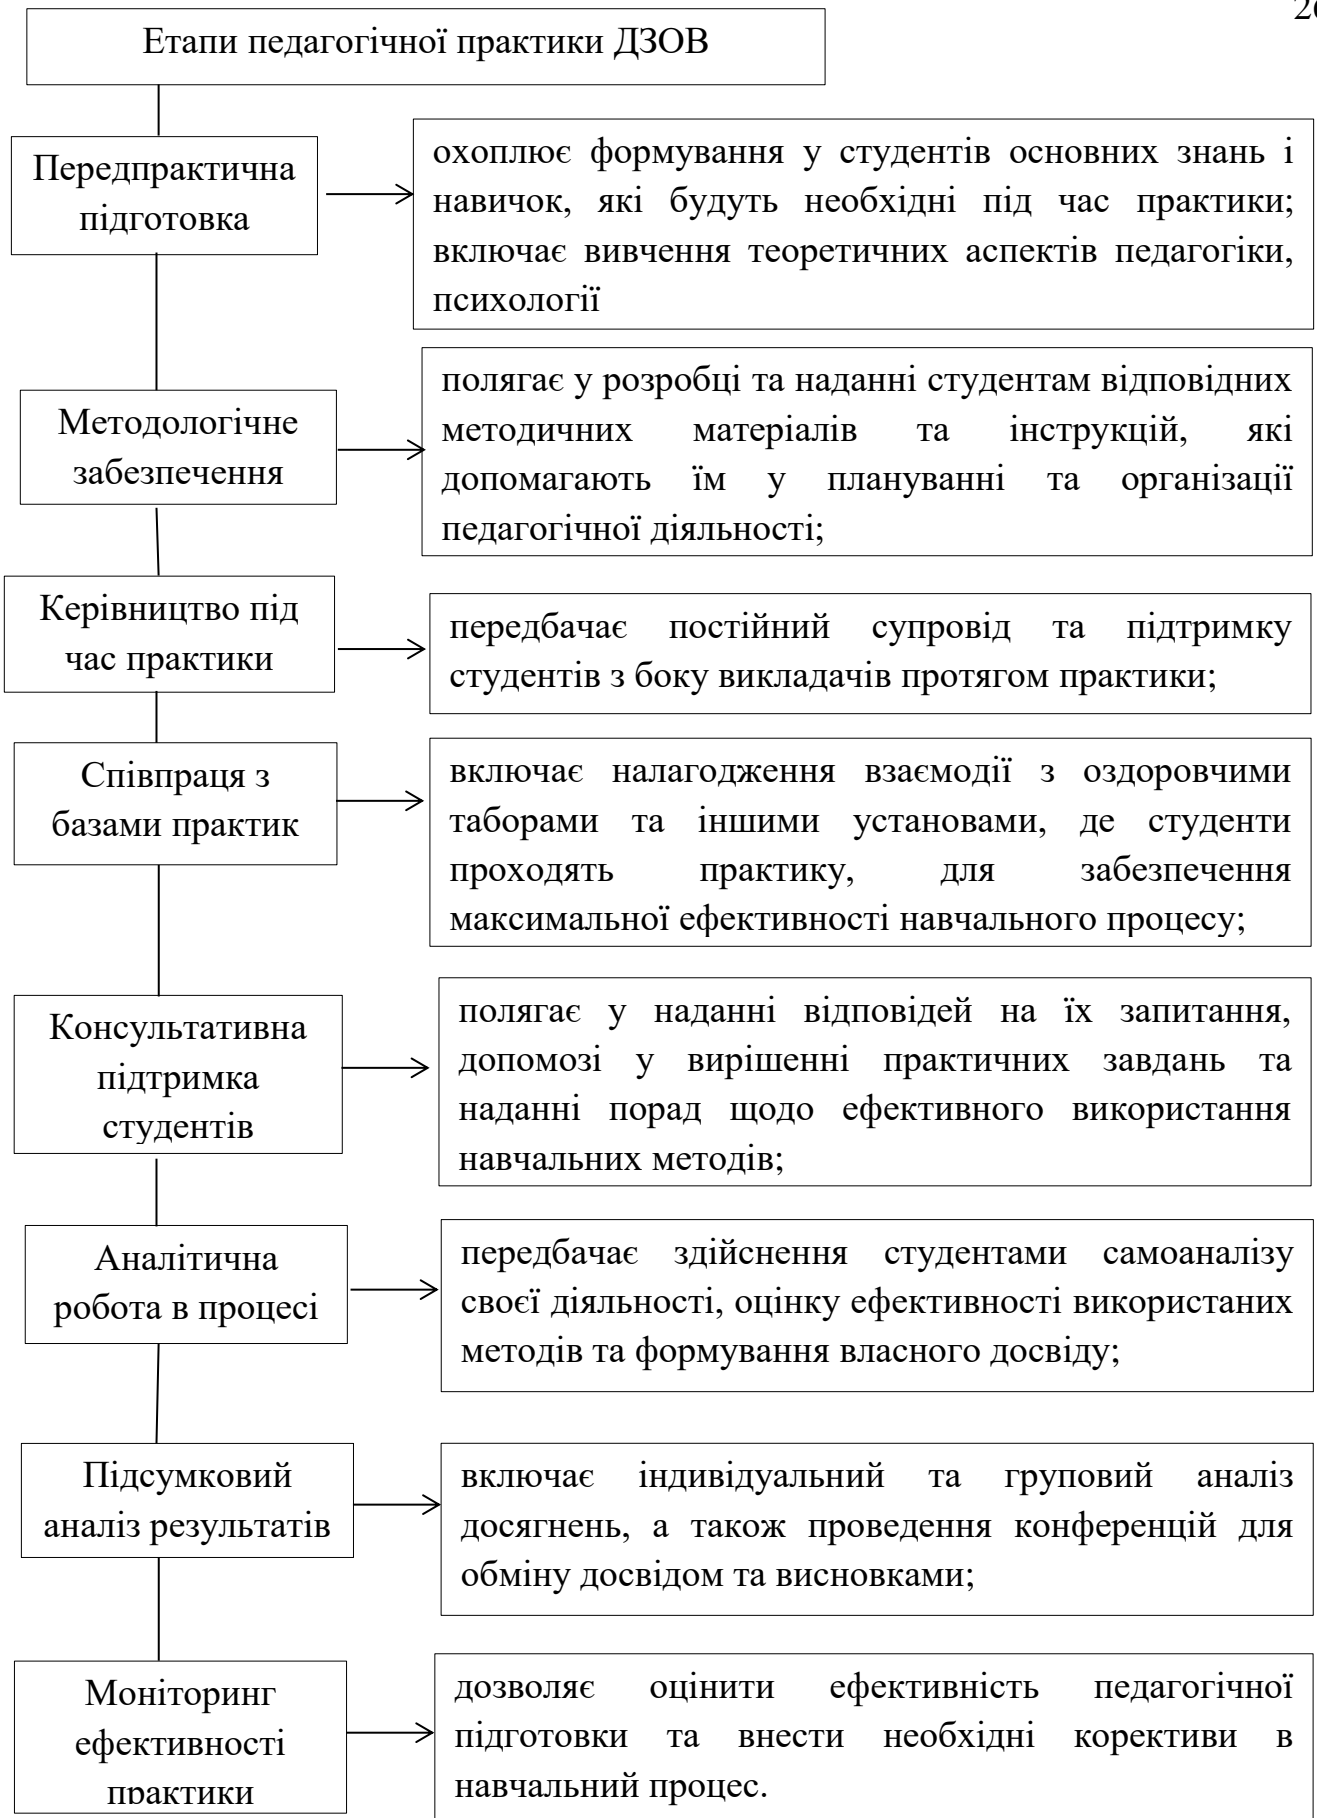 Етапи педагогічної практики ДЗОВ
Передпрактична
підготовка
охоплює формування у студентів основних знань і
навичок, які будуть необхідні під час практики;
включає вивчення теоретичних аспектів педагогіки,
психології
Методологічне
забезпечення
полягає у розробці та наданні студентам відповідних
методичних матеріалів та інструкцій, які
допомагають їм у плануванні та організації
педагогічної діяльності;
Керівництво під
час практики
передбачає постійний супровід та підтримку
студентів з боку викладачів протягом практики;
Співпраця з
базами практик
включає налагодження взаємодії з оздоровчими
таборами та іншими установами, де студенти
проходять практику, для забезпечення
максимальної ефективності навчального процесу;
Консультативна
підтримка
студентів
полягає у наданні відповідей на їх запитання,
допомозі у вирішенні практичних завдань та
наданні порад щодо ефективного використання
навчальних методів;
Аналітична
робота в процесі
передбачає здійснення студентами самоаналізу
своєї діяльності, оцінку ефективності використаних
методів та формування власного досвіду;
Підсумковий
аналіз результатів
включає індивідуальний та груповий аналіз
досягнень, а також проведення конференцій для
обміну досвідом та висновками;
Моніторинг
ефективності
практики
дозволяє оцінити ефективність педагогічної
підготовки та внести необхідні корективи в
навчальний процес.